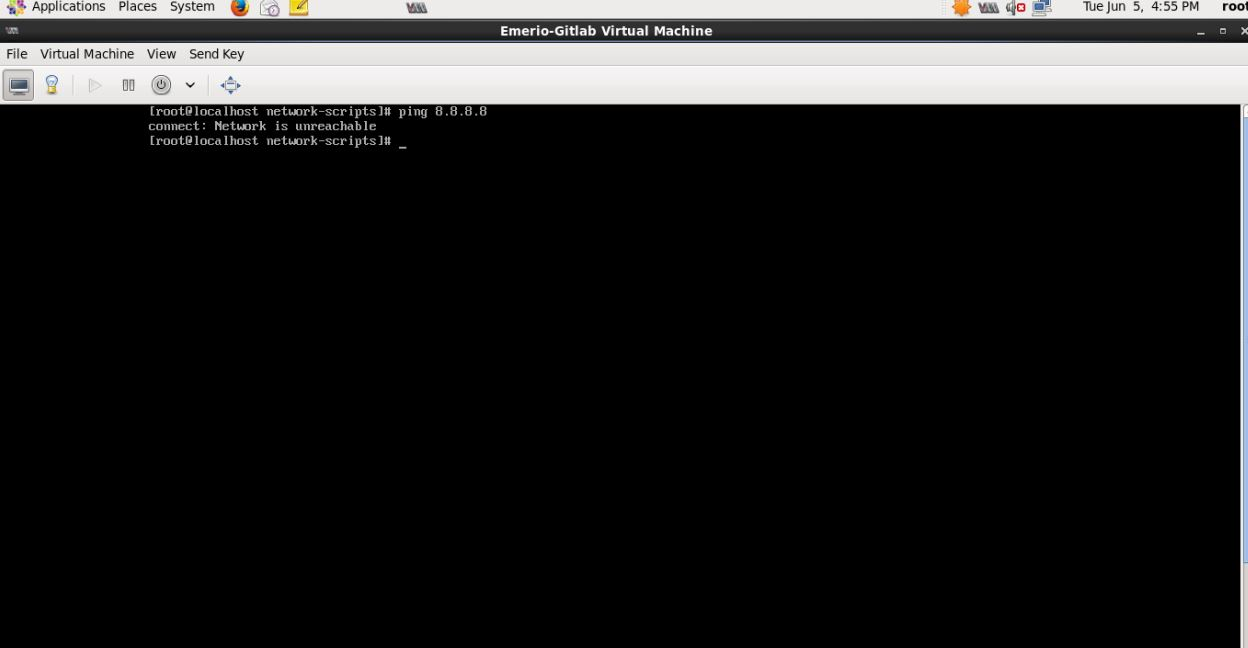 Applications Places System Tue Jun 5, 4:55 PM root
Emerio-Gitlab Virtual Machine
File Virtual Machine View Send Key
[root@localhost network-scripts]# ping 8.8.8.8
connect: Network is unreachable
[root@localhost network-scripts]# _